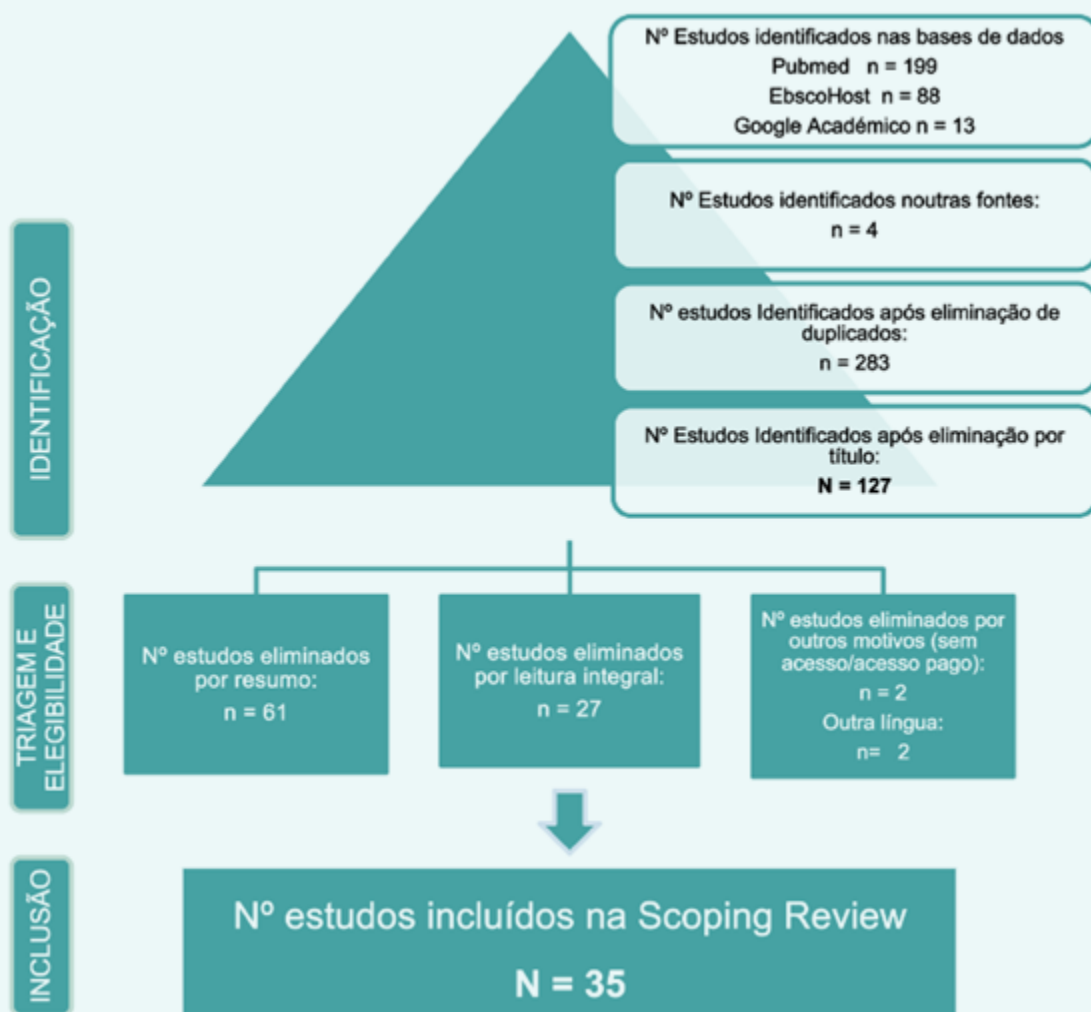 Nº Estudos identificados nas bases de dados
Pubmed n = 199
EbscoHost n = 88
Google Académico n = 13
Nº Estudos identificados noutras fontes:
n = 4
Nº estudos Identificados após eliminação de
duplicados:
n = 283
Nº Estudos Identificados após eliminação por
título:
N = 127
IDENTIFICAÇÃO
TRIAGEM E
ELEGIBILIDADE
Nº estudos eliminados
por resumo:
n = 61
Nº estudos eliminados
por leitura integral:
n = 27
Nº estudos eliminados por
outros motivos (sem
acesso/acesso pago):
n = 2
Outra língua:
n= 2
INCLUSÃO
Nº estudos incluídos na Scoping Review
N = 35